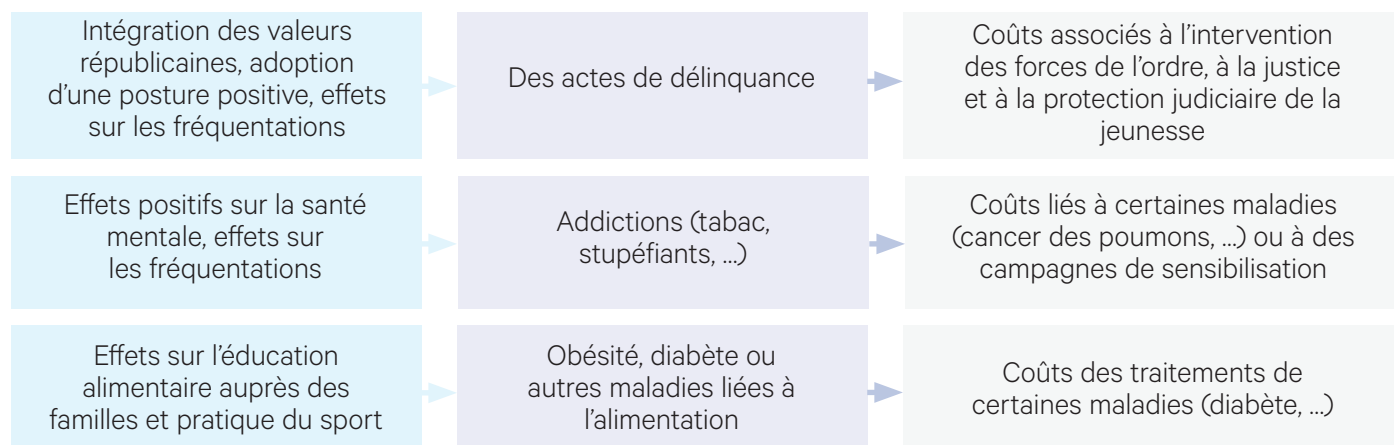 Intégration des valeurs
républicaines, adoption
d’une posture positive, effets
sur les fréquentations
Des actes de délinquance
Coûts associés à l’intervention
des forces de l’ordre, à la justice
et à la protection judiciaire de la
jeunesse
Effets positifs sur la santé
mentale, effets sur
les fréquentations
Addictions (tabac,
stupéfiants, ...)
Coûts liés à certaines maladies
(cancer des poumons, ...) ou à des
campagnes de sensibilisation
Effets sur l’éducation
alimentaire auprès des
familles et pratique du sport
Obésité, diabète ou
autres maladies liées à
l’alimentation
Coûts des traitements de
certaines maladies (diabète, ...)